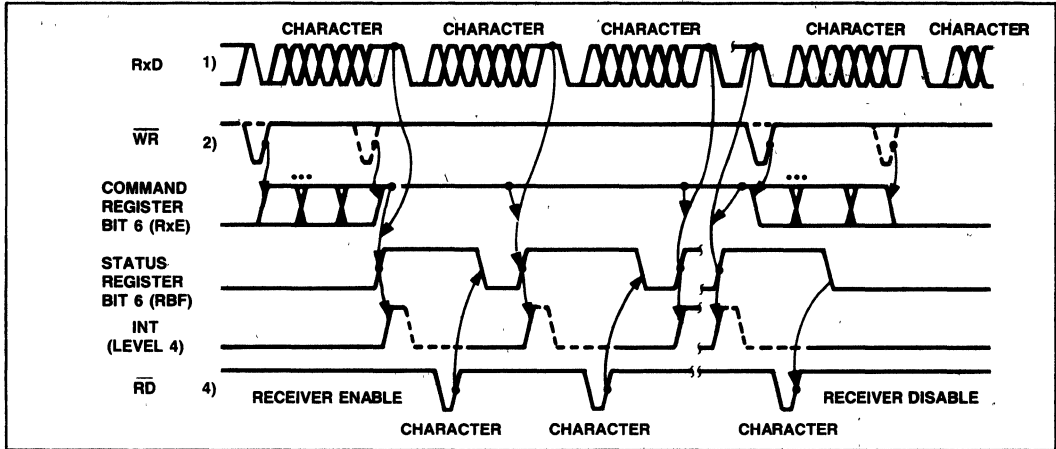 CHARACTER CHARACTER CHARACTER CHARACTER CHARACTER
RxD 1)
WR 2)
•••
•••
COMMAND
REGISTER
BIT 6 (RxE)
STATUS
REGISTER
BIT 6 (RBF)
INT
(LEVEL 4)
RD 4)
RECEIVER ENABLE
RECEIVER DISABLE
CHARACTER CHARACTER CHARACTER